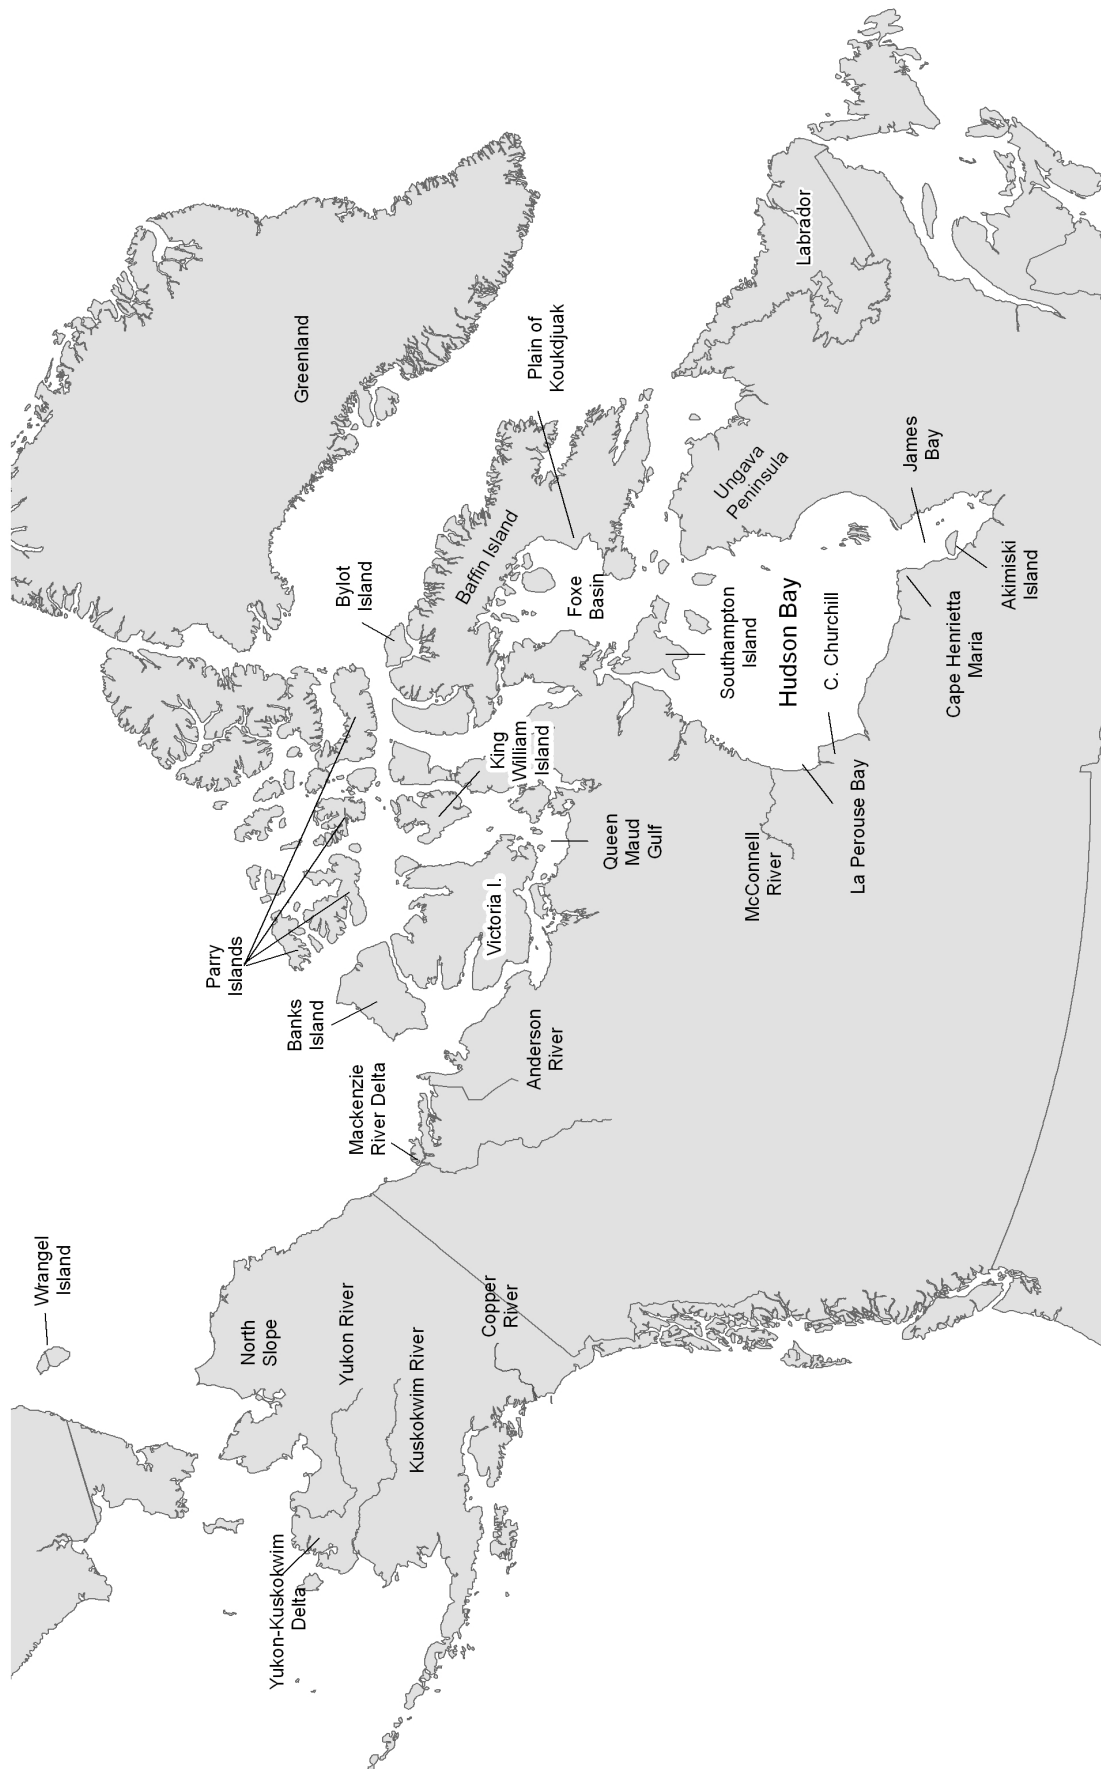 Wrangel
Island
Greenland
Parry
Islands
Bylot
Island
Banks
Island
Baffin Island
Plain of
Koukdjuak
Mackenzie
River Delta
North
Slope
Victoria I.
King
William
Island
Foxe
Basin
Yukon River
Anderson
River
Queen
Maud
Gulf
Southampton
Island
Ungava
Peninsula
Labrador
Yukon-Kuskokwim
Delta
Kuskokwim River
Copper
River
McConnell
River
Hudson Bay
C. Churchill
La Perouse Bay
James
Bay
Cape Henrietta
Maria
Akimiski
Island